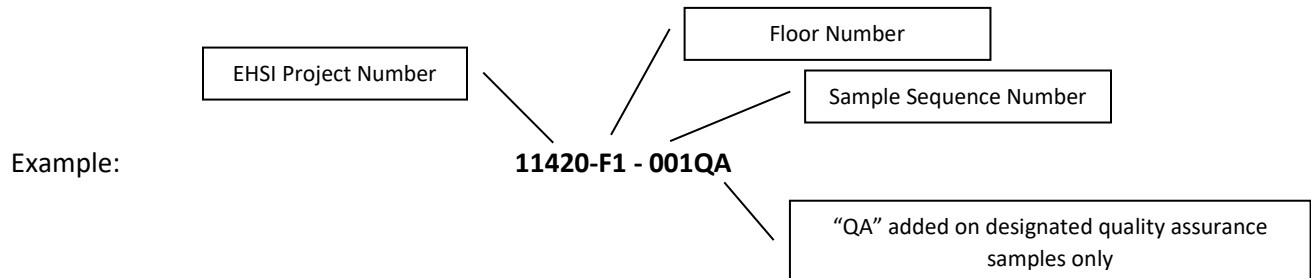 Floor Number
EHSI Project Number
Sample Sequence Number
Example:
11420-F1 - 001QA
“QA” added on designated quality assurance
samples only